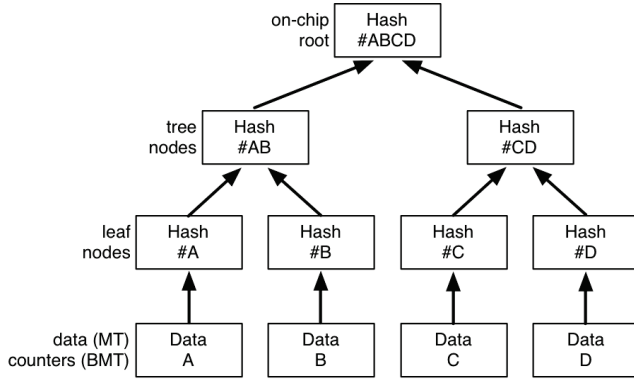 on-chip
root
Hash
#ABCD
tree
nodes
Hash
#AB
Hash
#CD
leaf
nodes
Hash
#A
Hash
#B
Hash
#C
Hash
#D
data (MT)
counters (BMT)
Data
A
Data
B
Data
C
Data
D